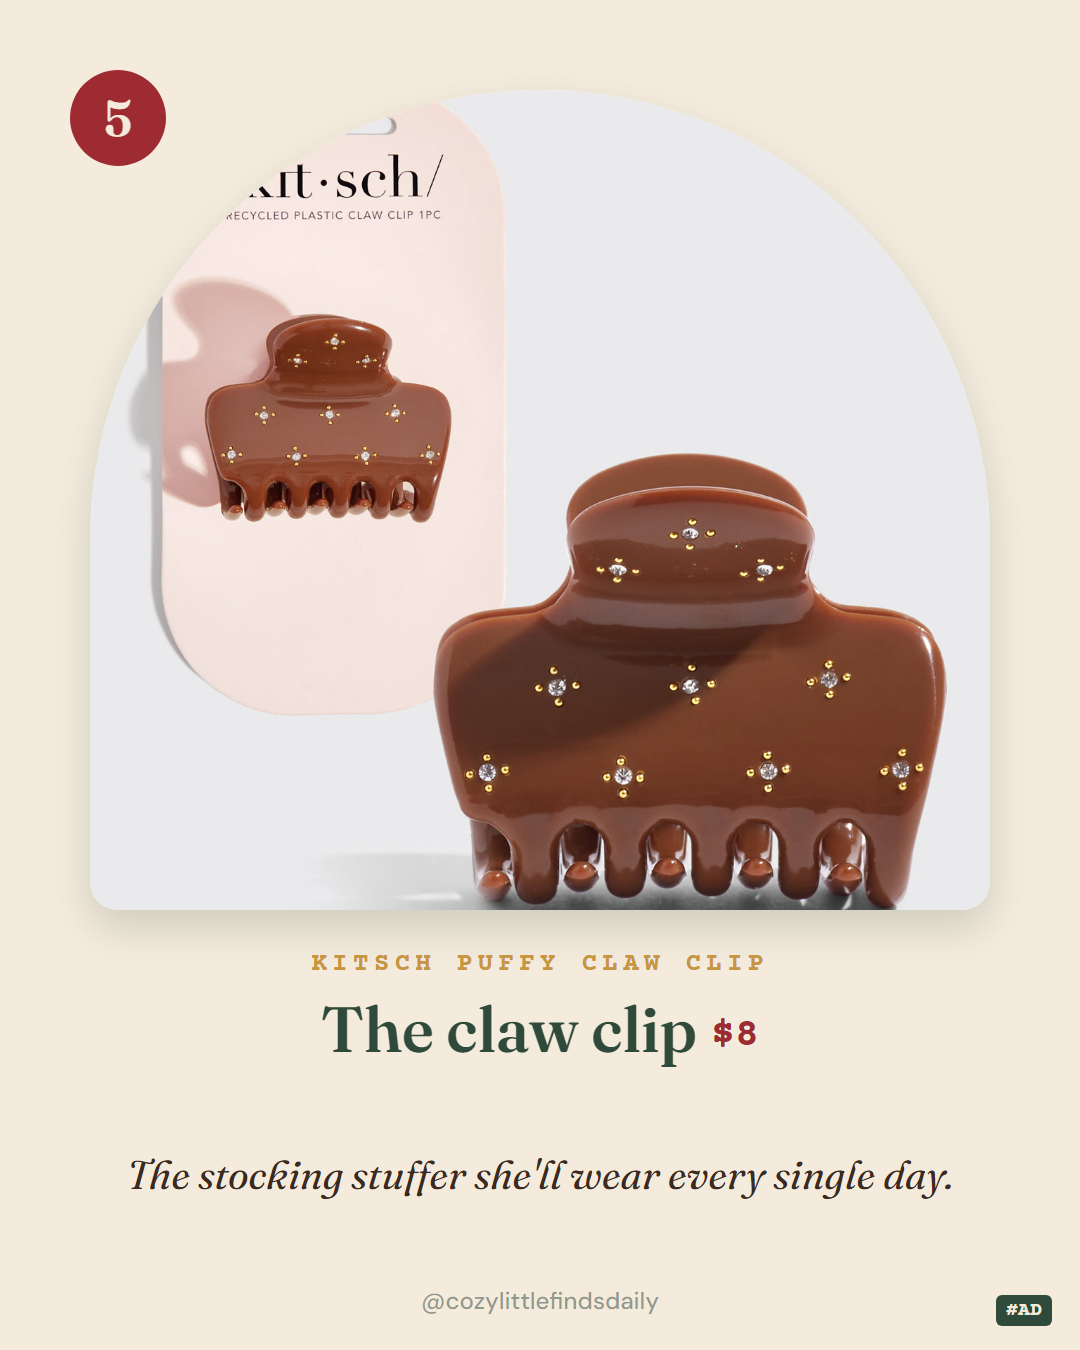 5
kit·sch/
RECYCLED PLASTIC CLAW CLIP 1PC
KITSCH PUFFY CLAW CLIP
The claw clip $8
The stocking stuffer she'll wear every single day.
@cozylittlefindsdaily
#AD